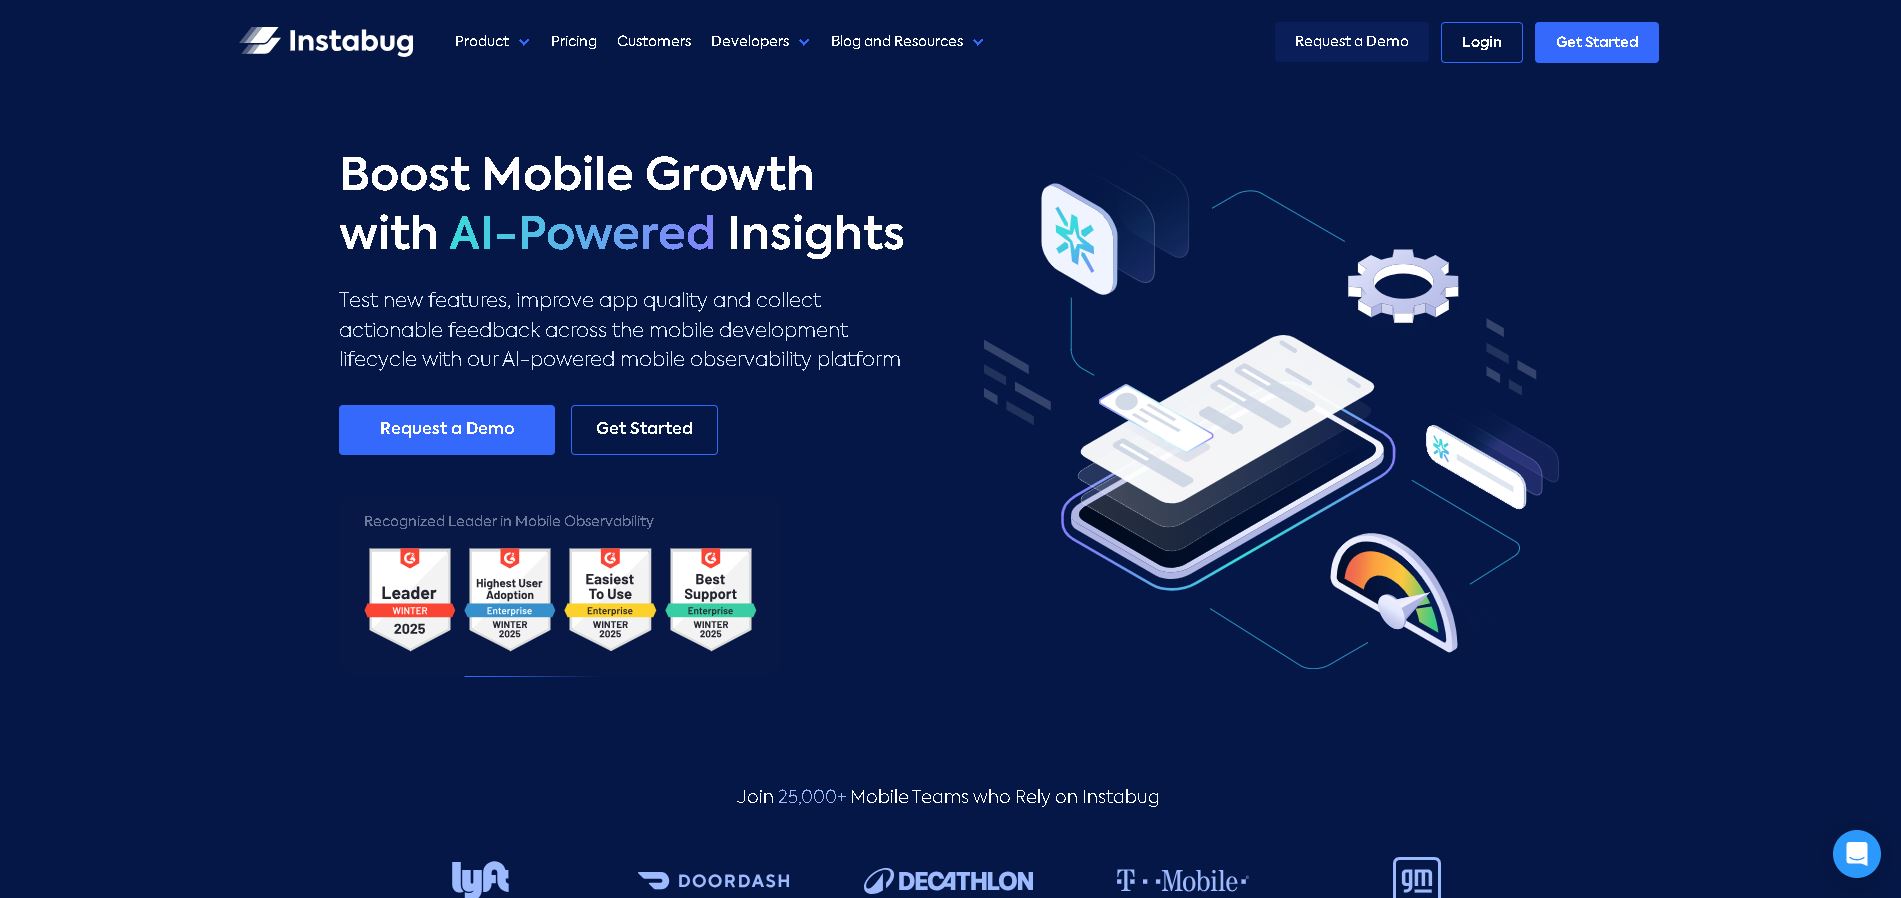 Instabug
Product
Pricing
Customers
Developers
Blog and Resources
Request a Demo
Login
Get Started
Boost Mobile Growth
with AI-Powered Insights
Test new features, improve app quality and collect
actionable feedback across the mobile development
lifecycle with our AI-powered mobile observability platform
Request a Demo
Get Started
Recognized Leader in Mobile Observability
Leader
WINTER
2025
Highest User
Adoption
Enterprise
WINTER
2025
Easiest
To Use
Enterprise
WINTER
2025
Best
Support
Enterprise
WINTER
2025
Join 25,000+ Mobile Teams who Rely on Instabug
lyft
DOORDASH
DECATHLON
T··Mobile·
gm